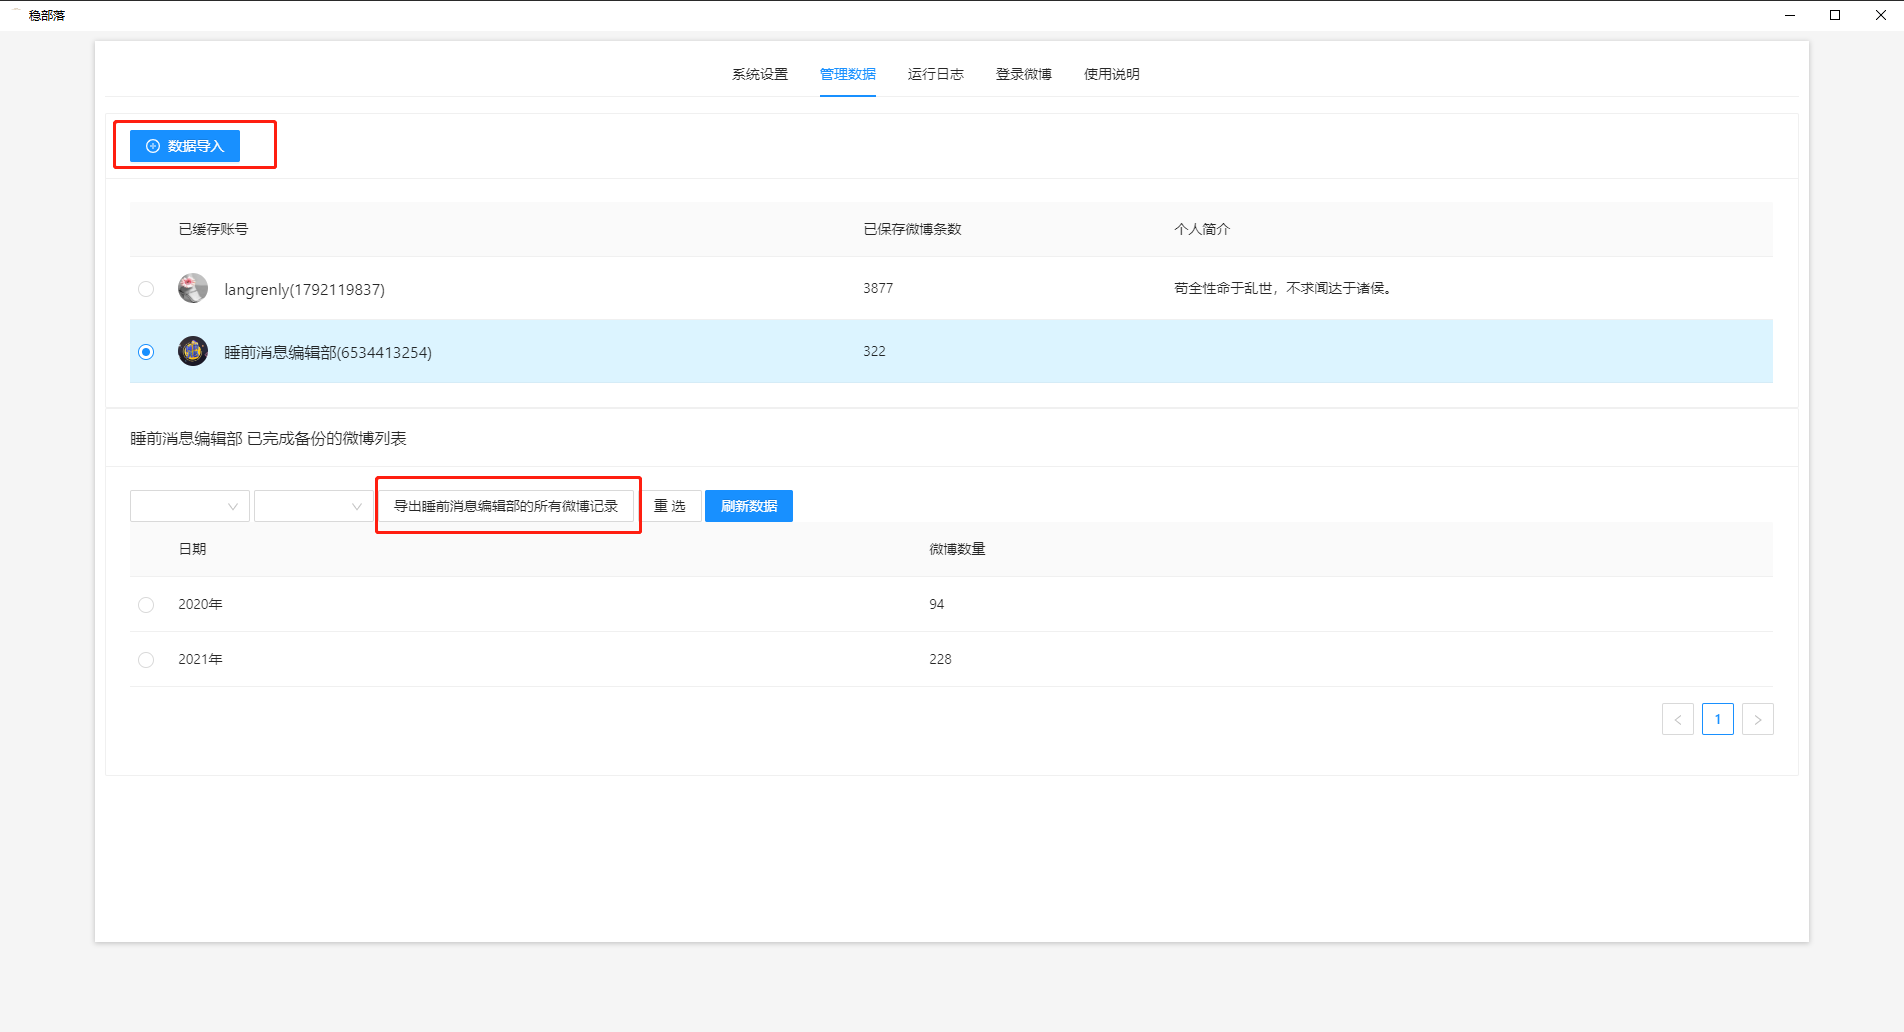 稳部落
系统设置 管理数据 运行日志 登录微博 使用说明
数据导入
已缓存账号 已保存微博条数 个人简介
langrenly(1792119837) 3877 苟全性命于乱世，不求闻达于诸侯。
睡前消息编辑部(6534413254) 322
睡前消息编辑部 已完成备份的微博列表
导出睡前消息编辑部的所有微博记录 重 选 刷新数据
日期 微博数量
2020年 94
2021年 228
1